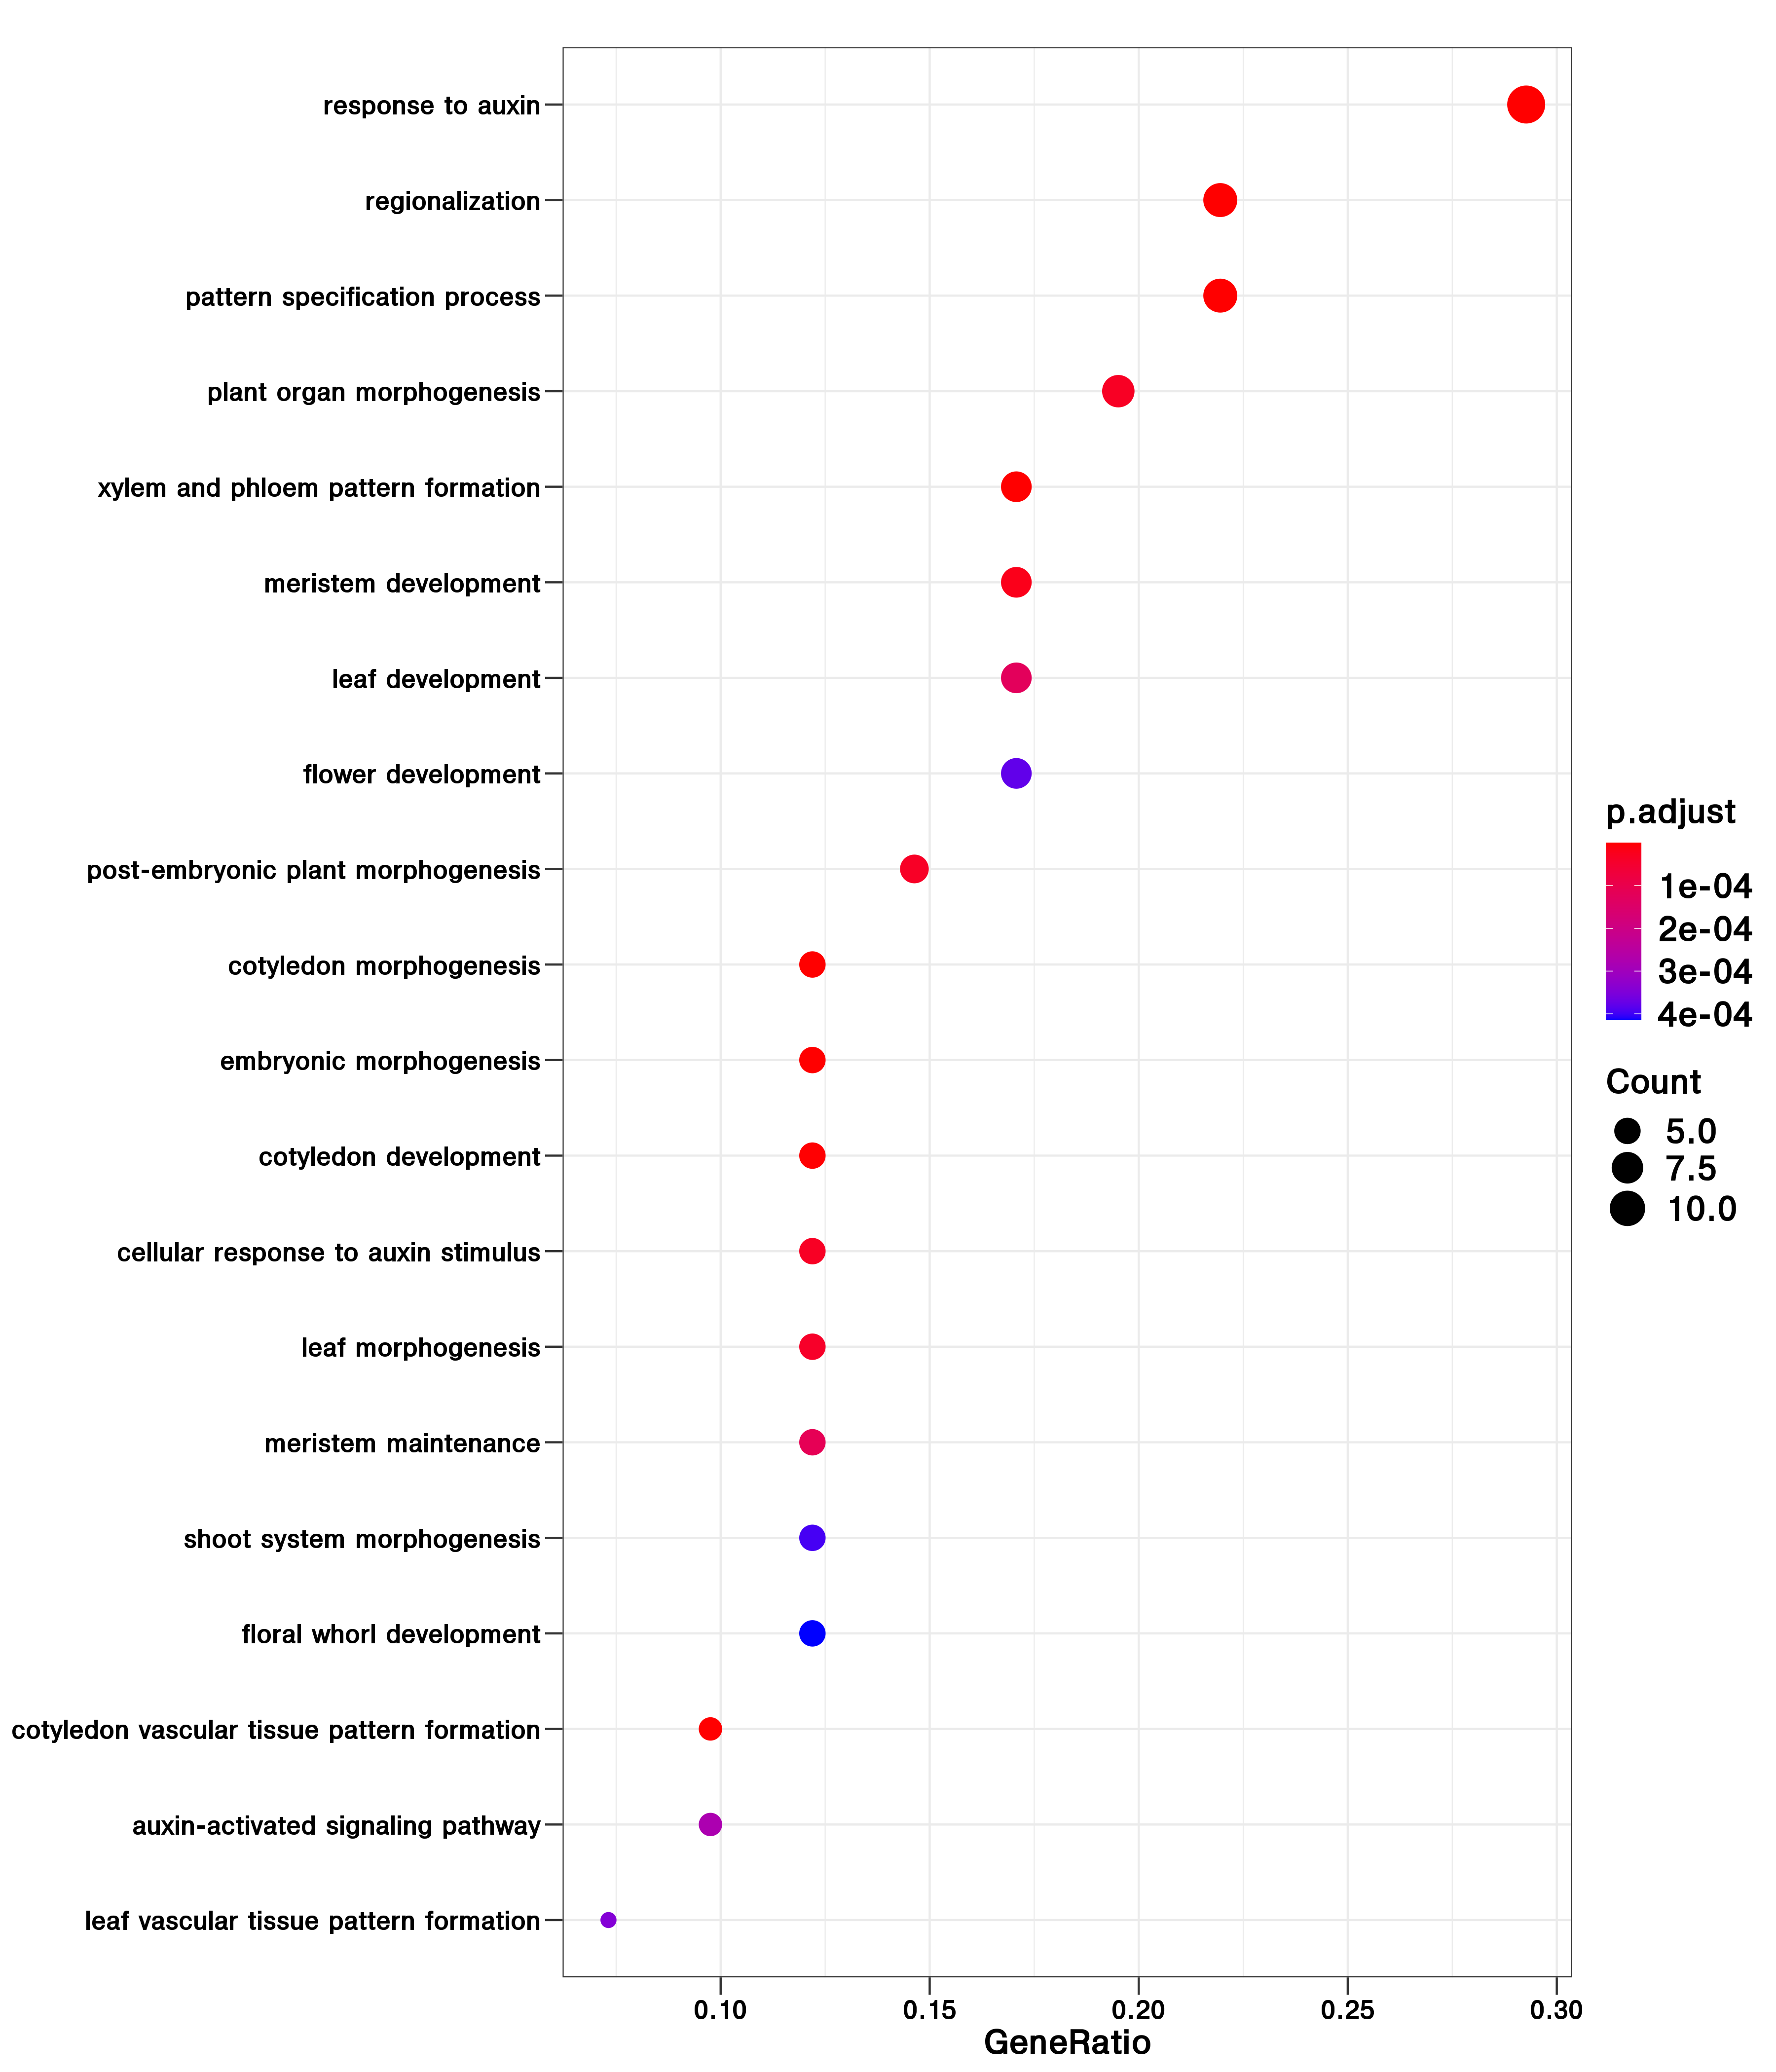 response to auxin
regionalization
pattern specification process
plant organ morphogenesis
xylem and phloem pattern formation
meristem development
leaf development
flower development
post-embryonic plant morphogenesis
cotyledon morphogenesis
embryonic morphogenesis
cotyledon development
cellular response to auxin stimulus
leaf morphogenesis
meristem maintenance
shoot system morphogenesis
floral whorl development
cotyledon vascular tissue pattern formation
auxin-activated signaling pathway
leaf vascular tissue pattern formation
0.10 0.15 0.20 0.25 0.30
GeneRatio
p.adjust
1e-04
2e-04
3e-04
4e-04
Count
5.0
7.5
10.0